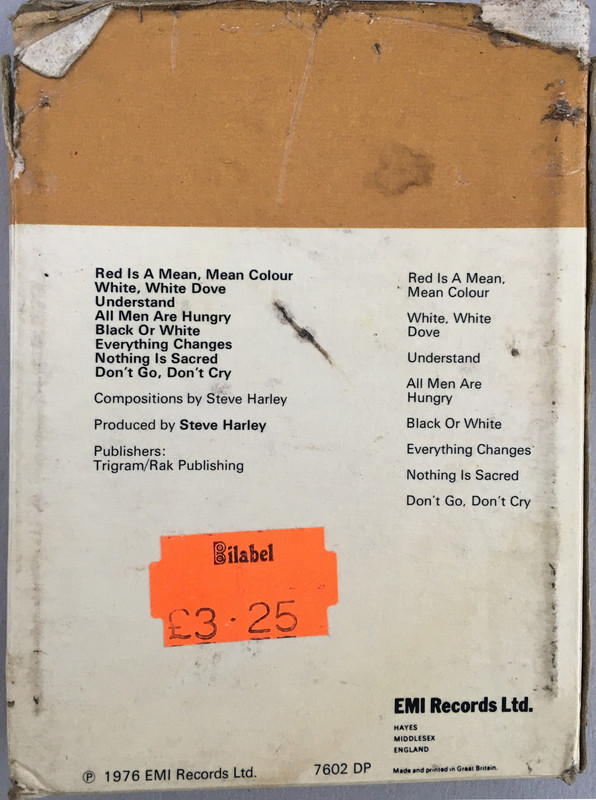 Red Is A Mean, Mean Colour
White, White Dove
Understand
All Men Are Hungry
Black Or White
Everything Changes
Nothing Is Sacred
Don't Go, Don't Cry
Compositions by Steve Harley
Produced by Steve Harley
Publishers:
Trigram/Rak Publishing
Red Is A Mean,
Mean Colour
White, White
Dove
Understand
All Men Are
Hungry
Black Or White
Everything Changes
Nothing Is Sacred
Don't Go, Don't Cry
Bilabel
£3·25
EMI Records Ltd.
HAYES
MIDDLESEX
ENGLAND
Made and printed in Great Britain.
℗ 1976 EMI Records Ltd.
7602 DP